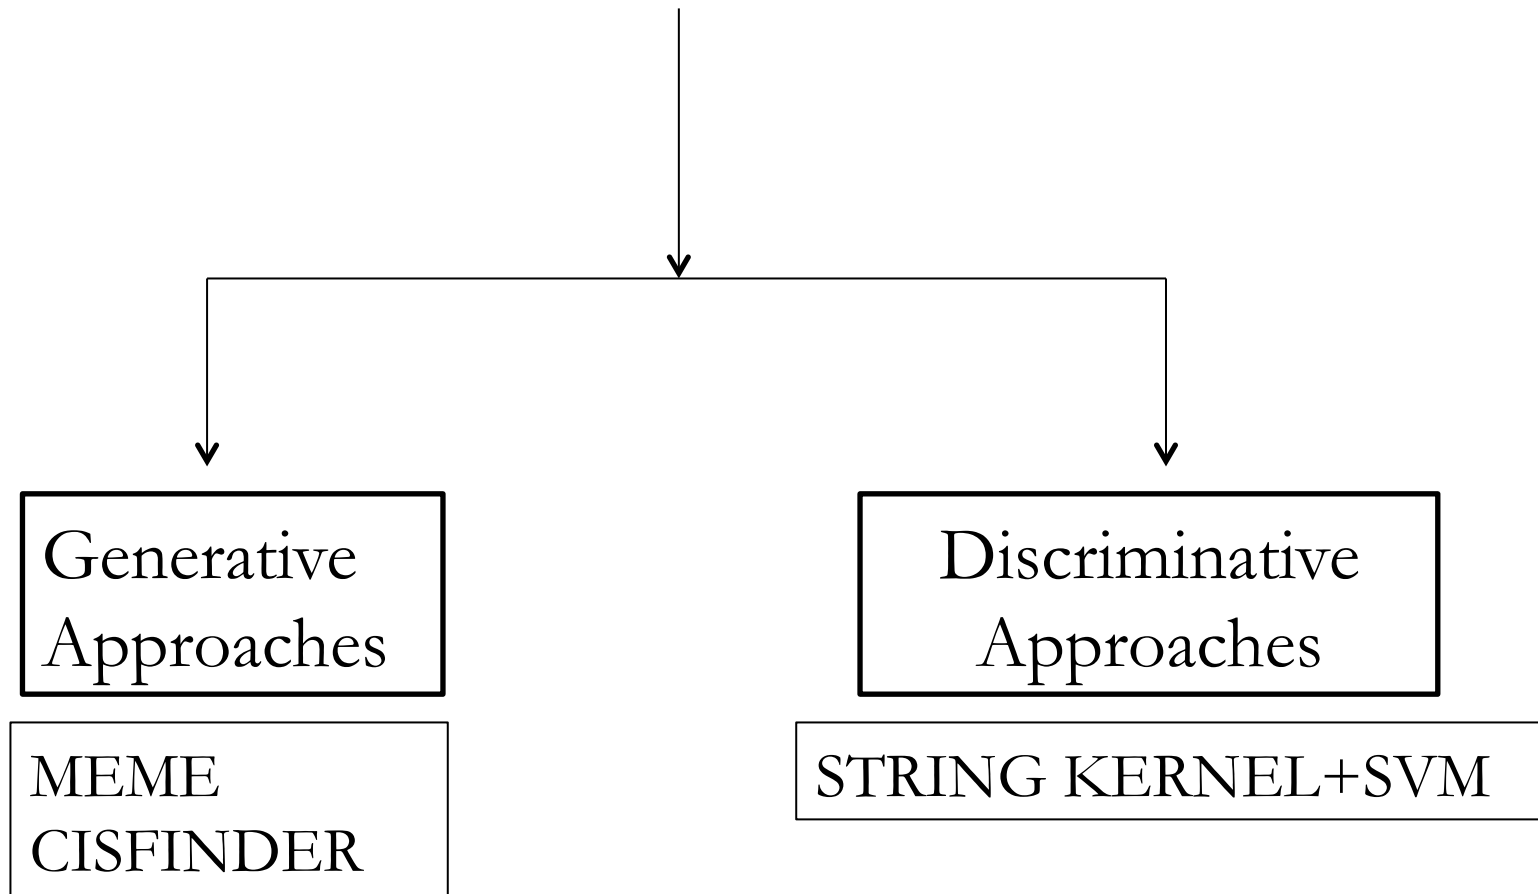 Generative
Approaches
Discriminative
Approaches
MEME
CISFINDER
STRING KERNEL+SVM